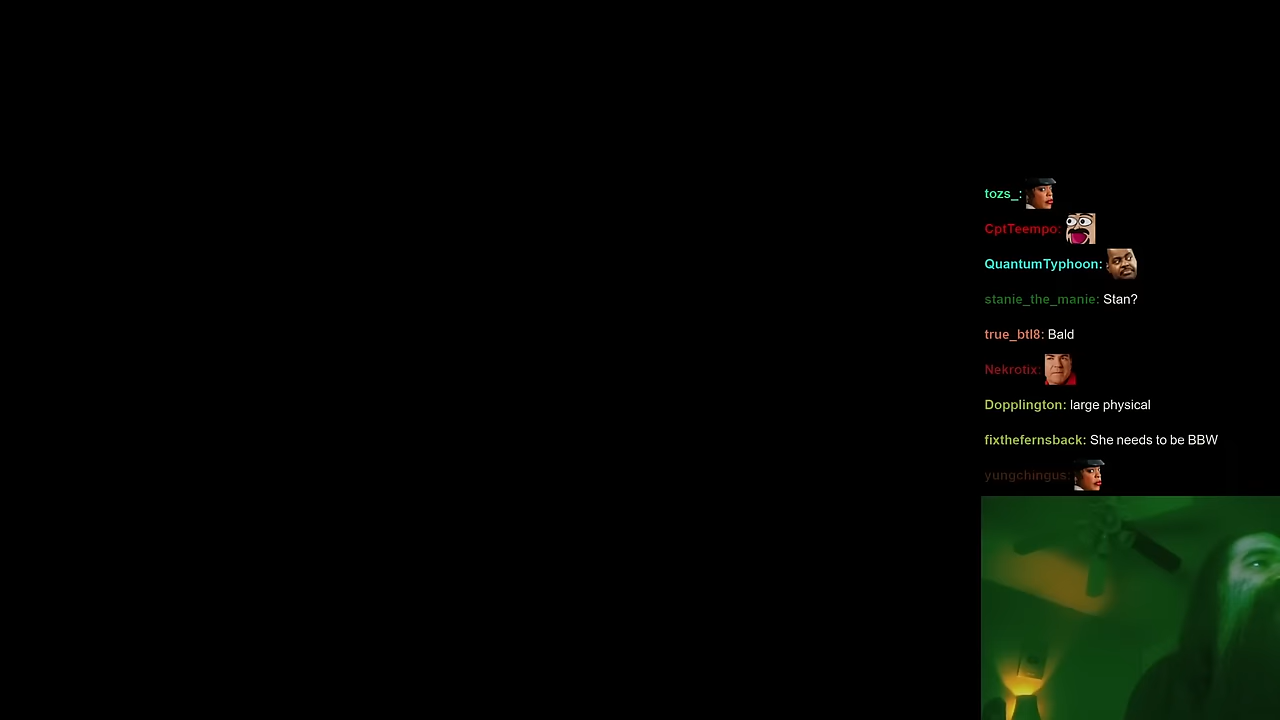 tozs_:
CptTeempo:
QuantumTyphoon:
stanie_the_manie: Stan?
true_btl8: Bald
Nekrotix:
Dopplington: large physical
fixthefernsback: She needs to be BBW
yungchingus: